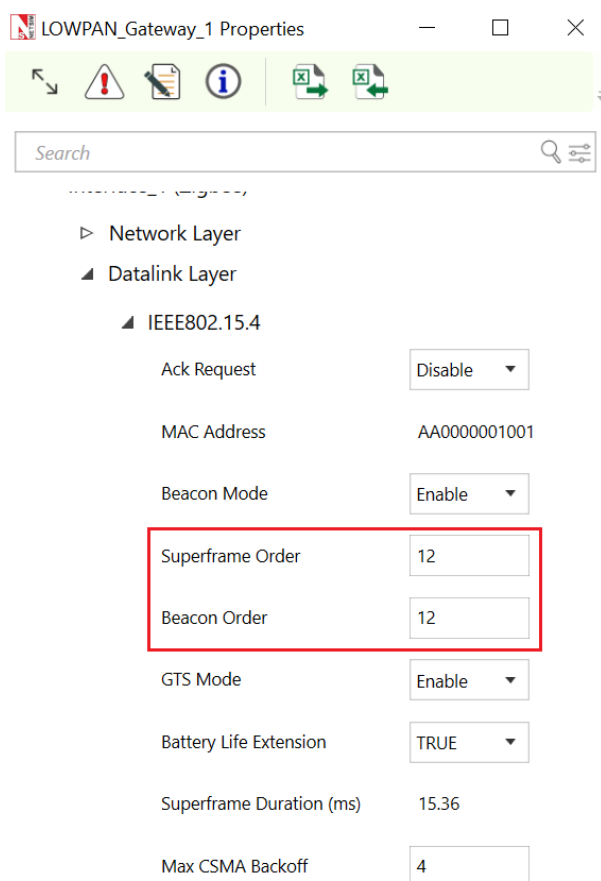 LOWPAN_Gateway_1 Properties
Search
Network Layer
Datalink Layer
IEEE802.15.4
Ack Request Disable
MAC Address AA0000001001
Beacon Mode Enable
Superframe Order 12
Beacon Order 12
GTS Mode Enable
Battery Life Extension TRUE
Superframe Duration (ms) 15.36
Max CSMA Backoff 4